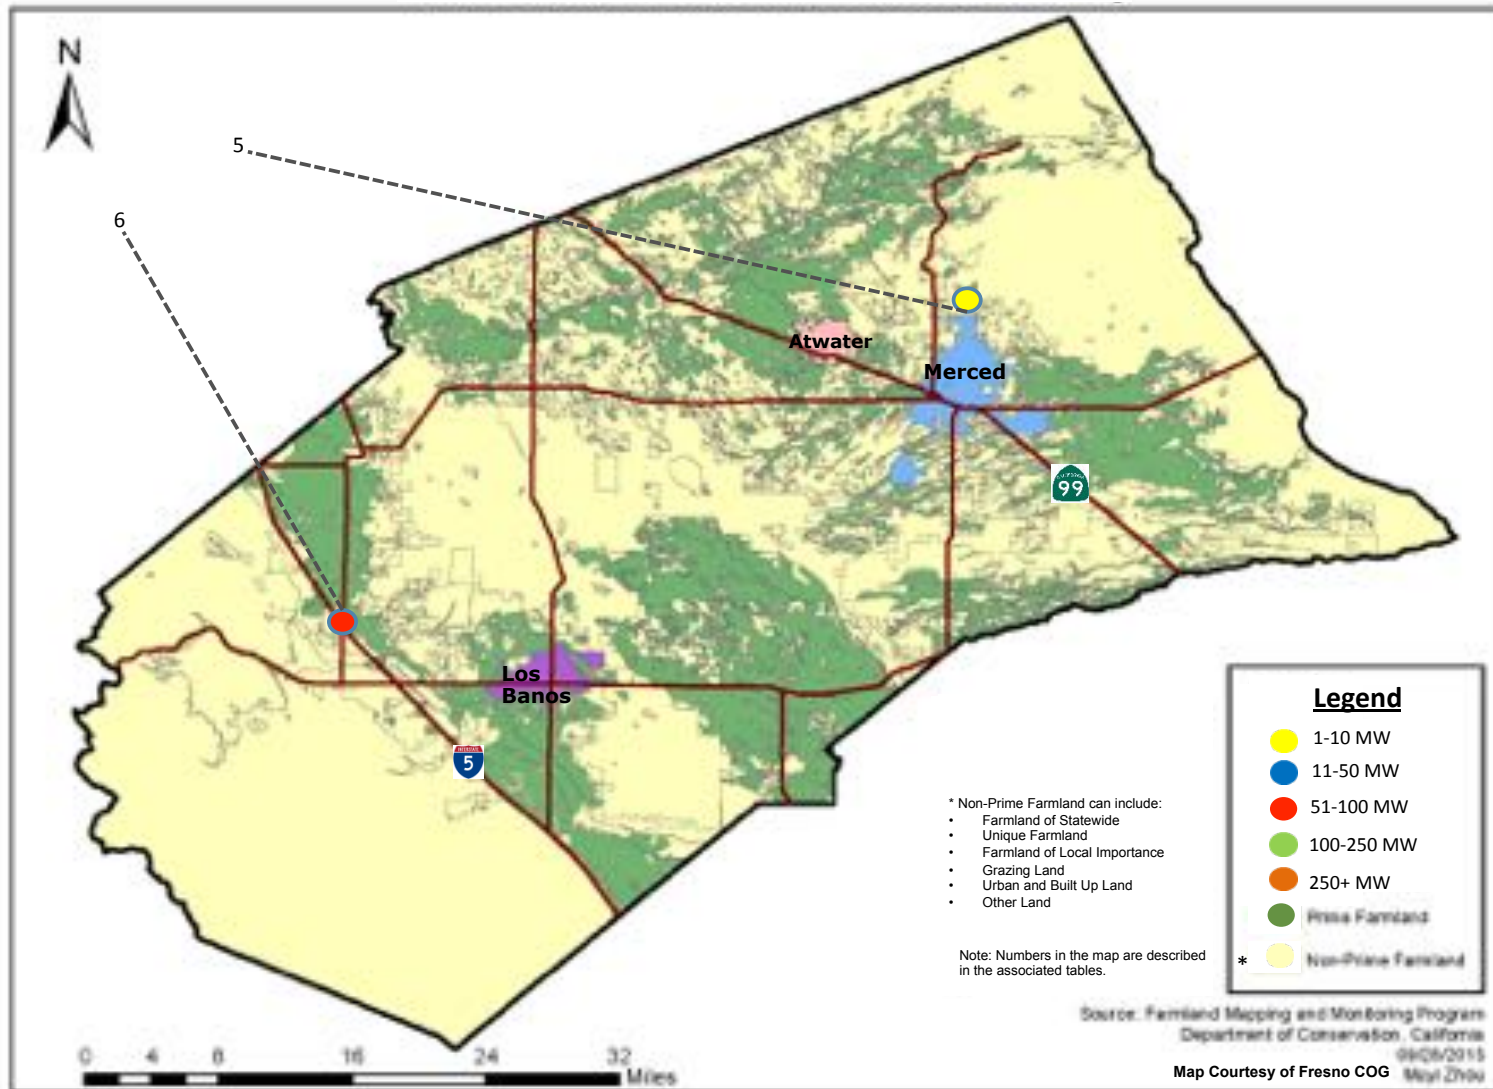 N
5
6
Atwater
Merced
CALIFORNIA
99
Los
Banos
INTERSTATE
5
Legend
1-10 MW
11-50 MW
51-100 MW
100-250 MW
250+ MW
Prime Farmland
* Non-Prime Farmland
* Non-Prime Farmland can include:
• Farmland of Statewide
• Unique Farmland
• Farmland of Local Importance
• Grazing Land
• Urban and Built Up Land
• Other Land
Note: Numbers in the map are described
in the associated tables.
Source: Farmland Mapping and Monitoring Program
Department of Conservation, California
Map Courtesy of Fresno COG
0 4 8 16 24 32
Miles